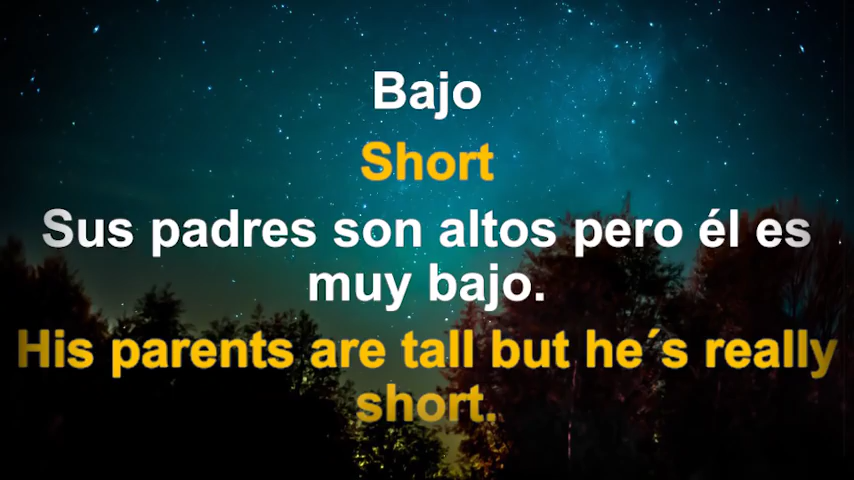 Bajo
Short
Sus padres son altos pero él es
muy bajo.
His parents are tall but he´s really
short.